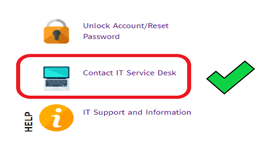 Unlock Account/Reset
Password
Contact IT Service Desk
IT Support and Information
HELP